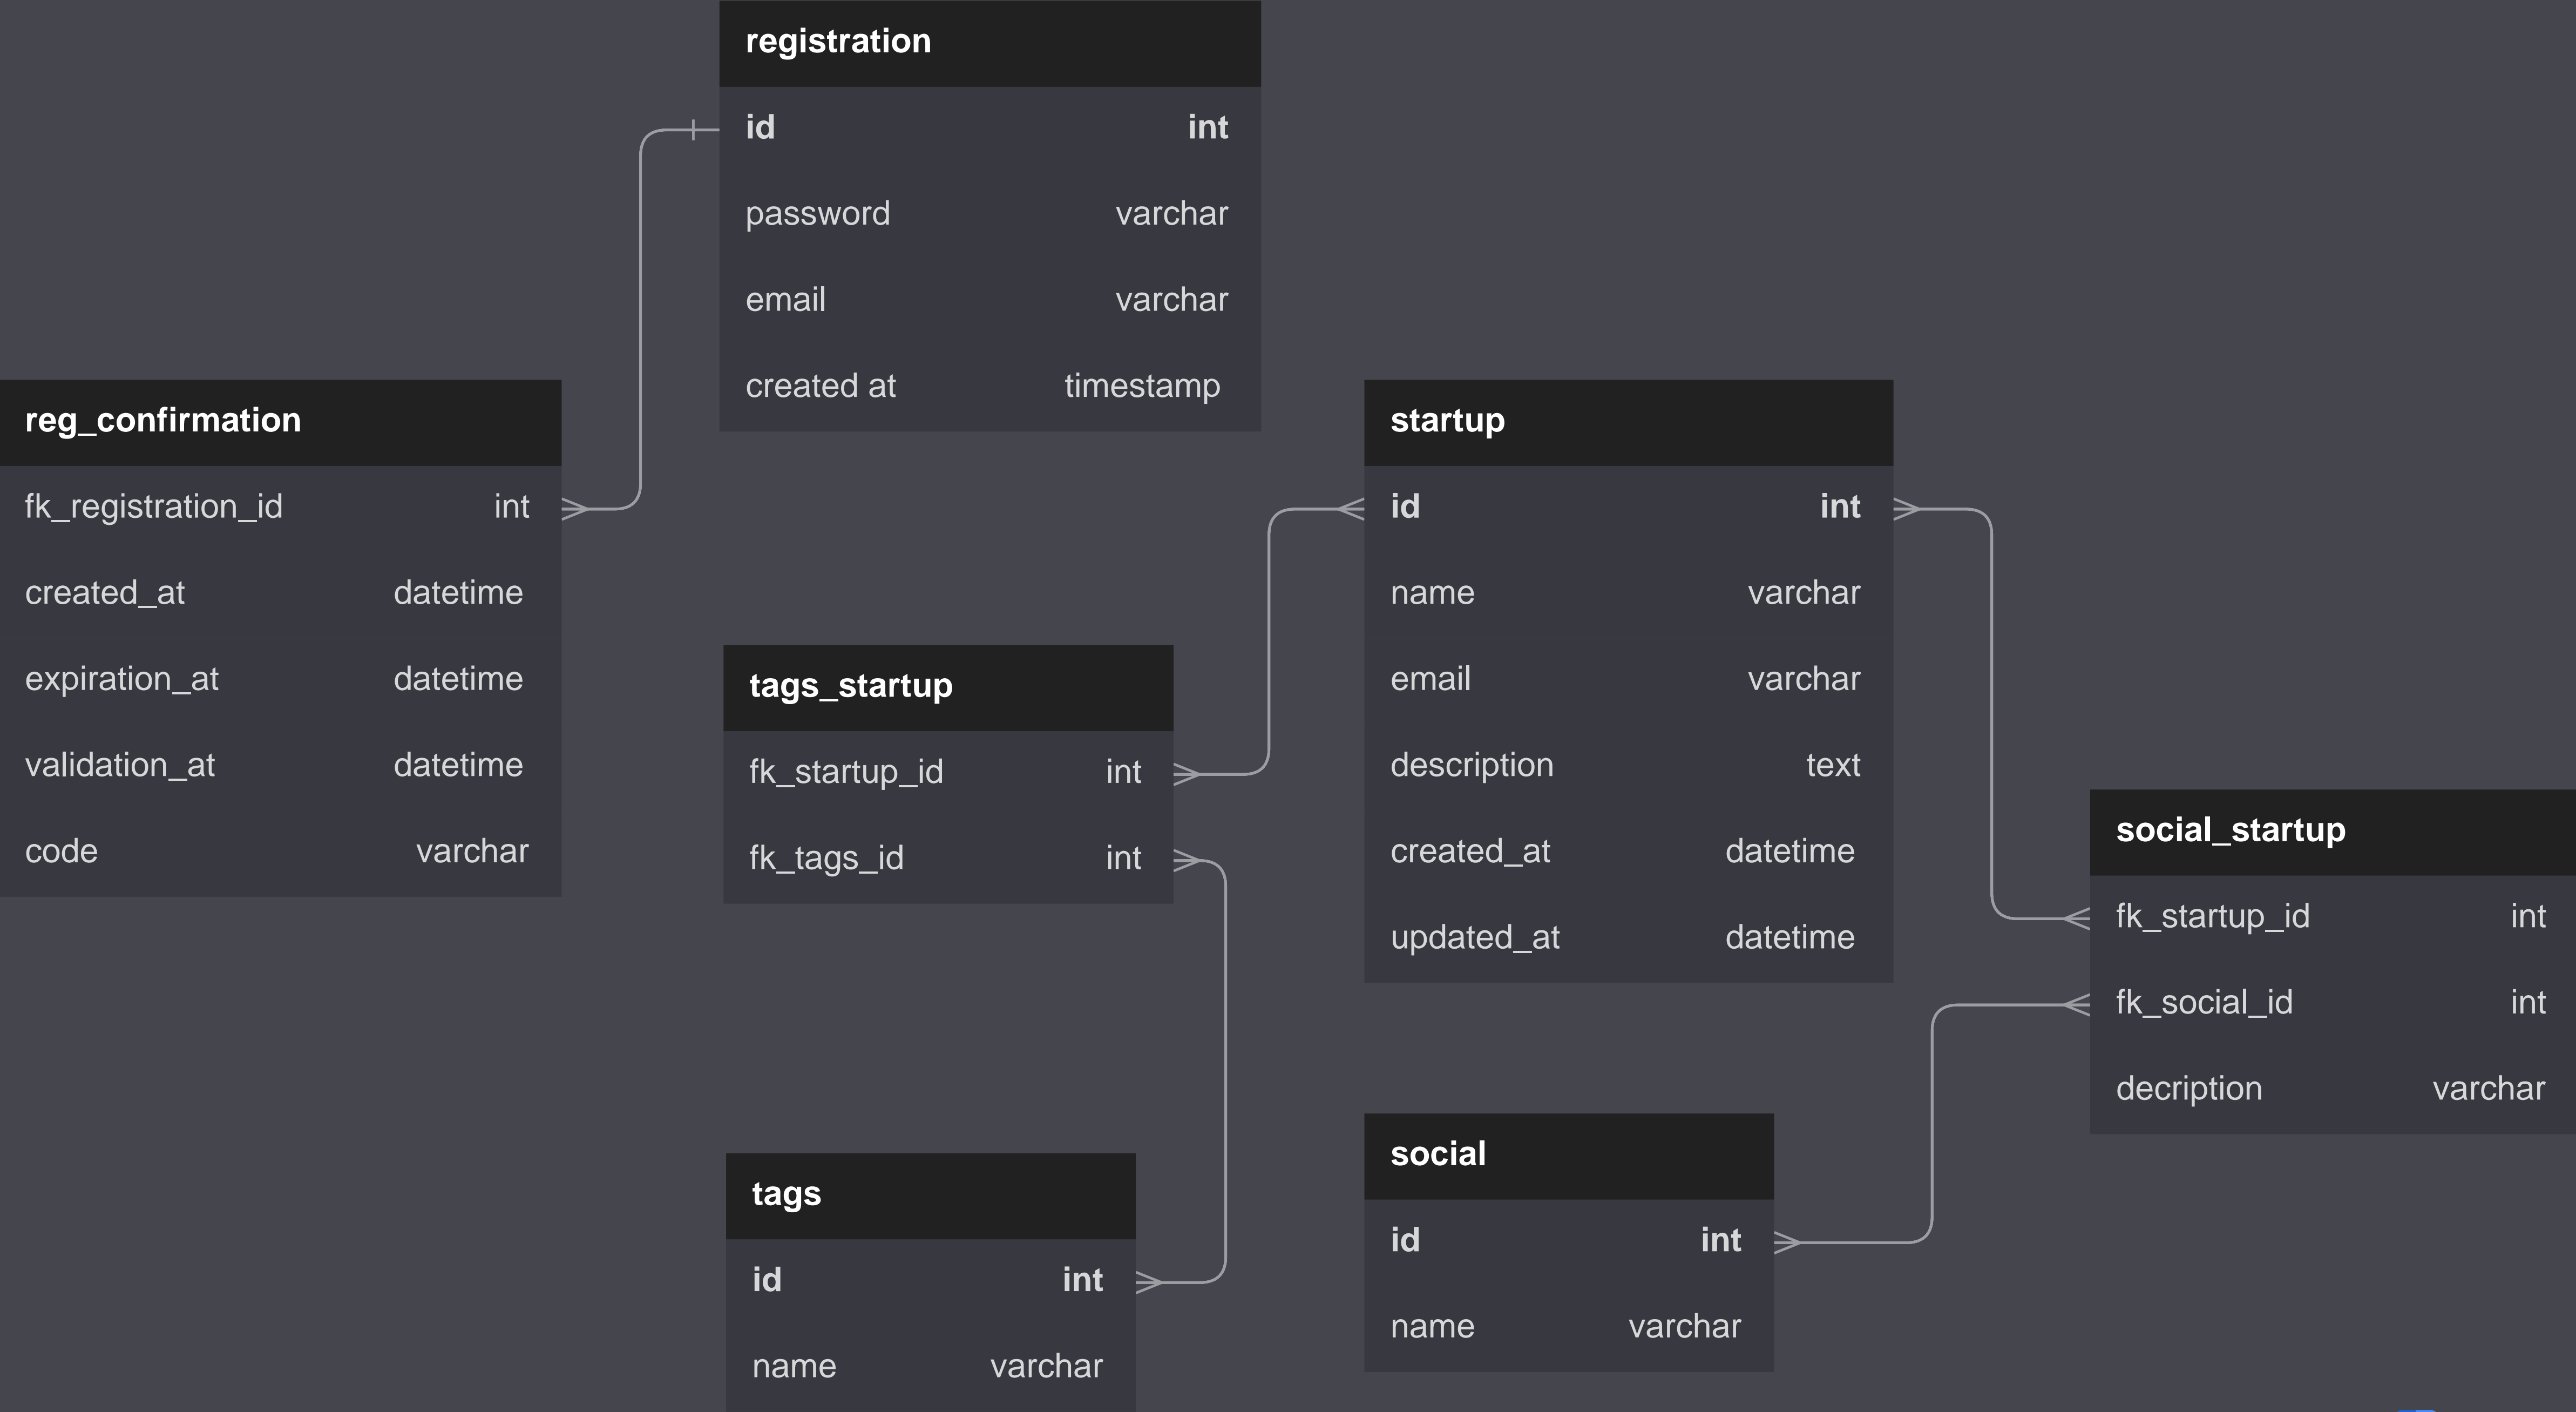 registration
id int
password varchar
email varchar
created at timestamp
reg_confirmation
fk_registration_id int
created_at datetime
expiration_at datetime
validation_at datetime
code varchar
startup
id int
name varchar
email varchar
description text
created_at datetime
updated_at datetime
tags_startup
fk_startup_id int
fk_tags_id int
social_startup
fk_startup_id int
fk_social_id int
decription varchar
social
id int
name varchar
tags
id int
name varchar